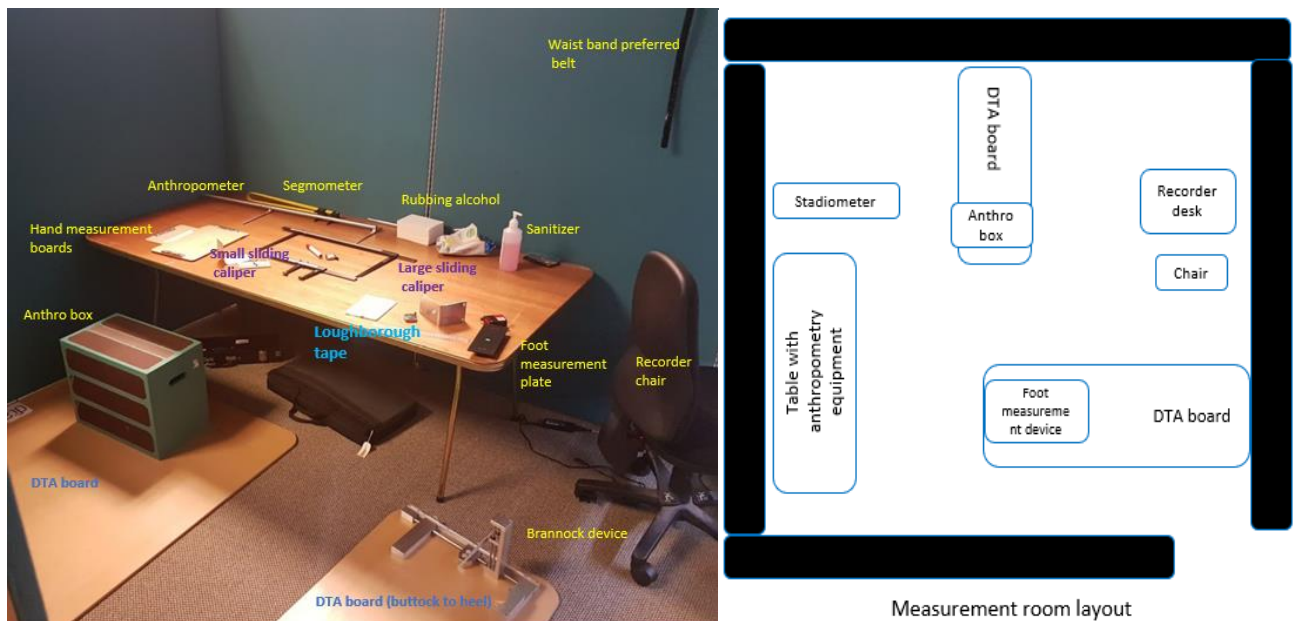 Waist band preferred
belt
Anthropometer
Segmometer
Rubbing alcohol
Hand measurement
boards
Sanitizer
Small sliding
caliper
Large sliding
caliper
Anthro box
Loughborough
tape
Foot
measurement
plate
Recorder
chair
DTA board
Brannock device
DTA board (buttock to heel)
DTA board
Stadiometer
Recorder
desk
Anthro
box
Chair
Table with
anthropometry
equipment
Foot
measureme
nt device
DTA board
Measurement room layout